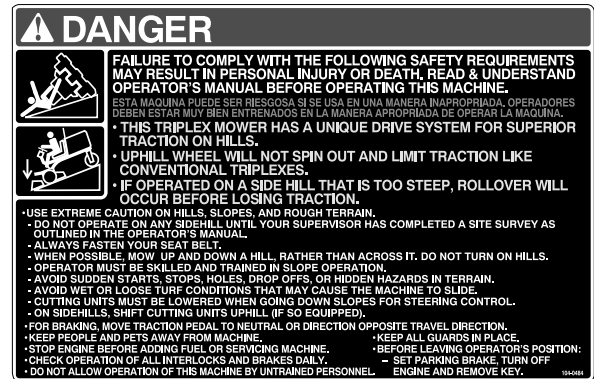 DANGER
FAILURE TO COMPLY WITH THE FOLLOWING SAFETY REQUIREMENTS
MAY RESULT IN PERSONAL INJURY OR DEATH. READ & UNDERSTAND
OPERATOR'S MANUAL BEFORE OPERATING THIS MACHINE.
ESTA MAQUINA PUEDE SER RIESGOSA SI SE USA EN UNA MANERA INAPROPRIADA. OPERADORES
DEBEN ESTAR MUY BIEN ENTRENADOS EN LA MANERA APROPRIADA DE OPERAR LA MAQUINA.
• THIS TRIPLEX MOWER HAS A UNIQUE DRIVE SYSTEM FOR SUPERIOR
TRACTION ON HILLS.
• UPHILL WHEEL WILL NOT SPIN OUT AND LIMIT TRACTION LIKE
CONVENTIONAL TRIPLEXES.
• IF OPERATED ON A SIDE HILL THAT IS TOO STEEP, ROLLOVER WILL
OCCUR BEFORE LOSING TRACTION.
•USE EXTREME CAUTION ON HILLS, SLOPES, AND ROUGH TERRAIN.
- DO NOT OPERATE ON ANY SIDEHILL UNTIL YOUR SUPERVISOR HAS COMPLETED A SITE SURVEY AS
OUTLINED IN THE OPERATOR'S MANUAL.
- ALWAYS FASTEN YOUR SEAT BELT.
- WHEN POSSIBLE, MOW UP AND DOWN A HILL, RATHER THAN ACROSS IT. DO NOT TURN ON HILLS.
- OPERATOR MUST BE SKILLED AND TRAINED IN SLOPE OPERATION.
- AVOID SUDDEN STARTS, STOPS, HOLES, DROP OFFS, OR HIDDEN HAZARDS IN TERRAIN.
- AVOID WET OR LOOSE TURF CONDITIONS THAT MAY CAUSE THE MACHINE TO SLIDE.
- CUTTING UNITS MUST BE LOWERED WHEN GOING DOWN SLOPES FOR STEERING CONTROL.
- ON SIDEHILLS, SHIFT CUTTING UNITS UPHILL (IF SO EQUIPPED).
•FOR BRAKING, MOVE TRACTION PEDAL TO NEUTRAL OR DIRECTION OPPOSITE TRAVEL DIRECTION.
•KEEP PEOPLE AND PETS AWAY FROM MACHINE.
•STOP ENGINE BEFORE ADDING FUEL OR SERVICING MACHINE.
•CHECK OPERATION OF ALL INTERLOCKS AND BRAKES DAILY.
• DO NOT ALLOW OPERATION OF THIS MACHINE BY UNTRAINED PERSONNEL.
•KEEP ALL GUARDS IN PLACE.
•BEFORE LEAVING OPERATOR'S POSITION:
– SET PARKING BRAKE, TURN OFF
ENGINE AND REMOVE KEY.
104-0484